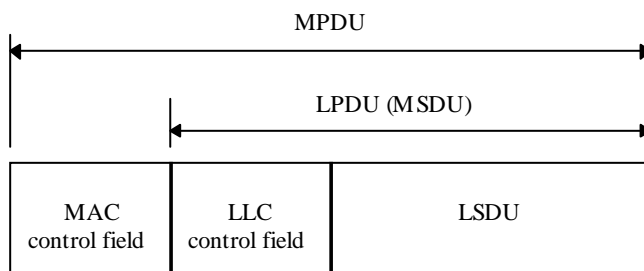 MPDU
LPDU (MSDU)
MAC
control field
LLC
control field
LSDU